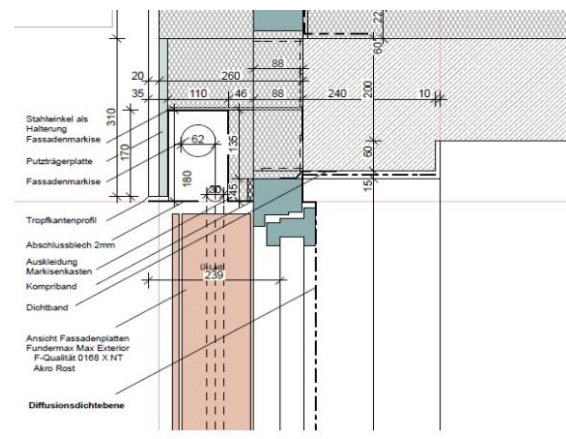 22
60
88
20
260
35
110
46
88
240
200
10
310
Stahlwinkel als
Halterung
Fassadenmarkise
170
62
135
60
Putzträgerplatte
Fassadenmarkise
180
45
15
30
Tropfkantenprofil
Abschlussblech 2mm
Auskleidung
Markisenkasten
239
Kompriband
Dichtband
Ansicht Fassadenplatten
Fundermax Max Exterior
F-Qualität 0168 X NT
Akro Rost
Diffusionsdichtebene